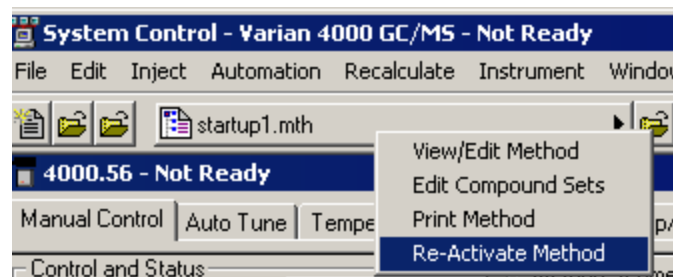 System Control - Varian 4000 GC/MS - Not Ready
File Edit Inject Automation Recalculate Instrument
startup1.mth
View/Edit Method
4000.56 - Not Ready
Edit Compound Sets
Manual Control Auto Tune
Print Method
Control and Status
Re-Activate Method